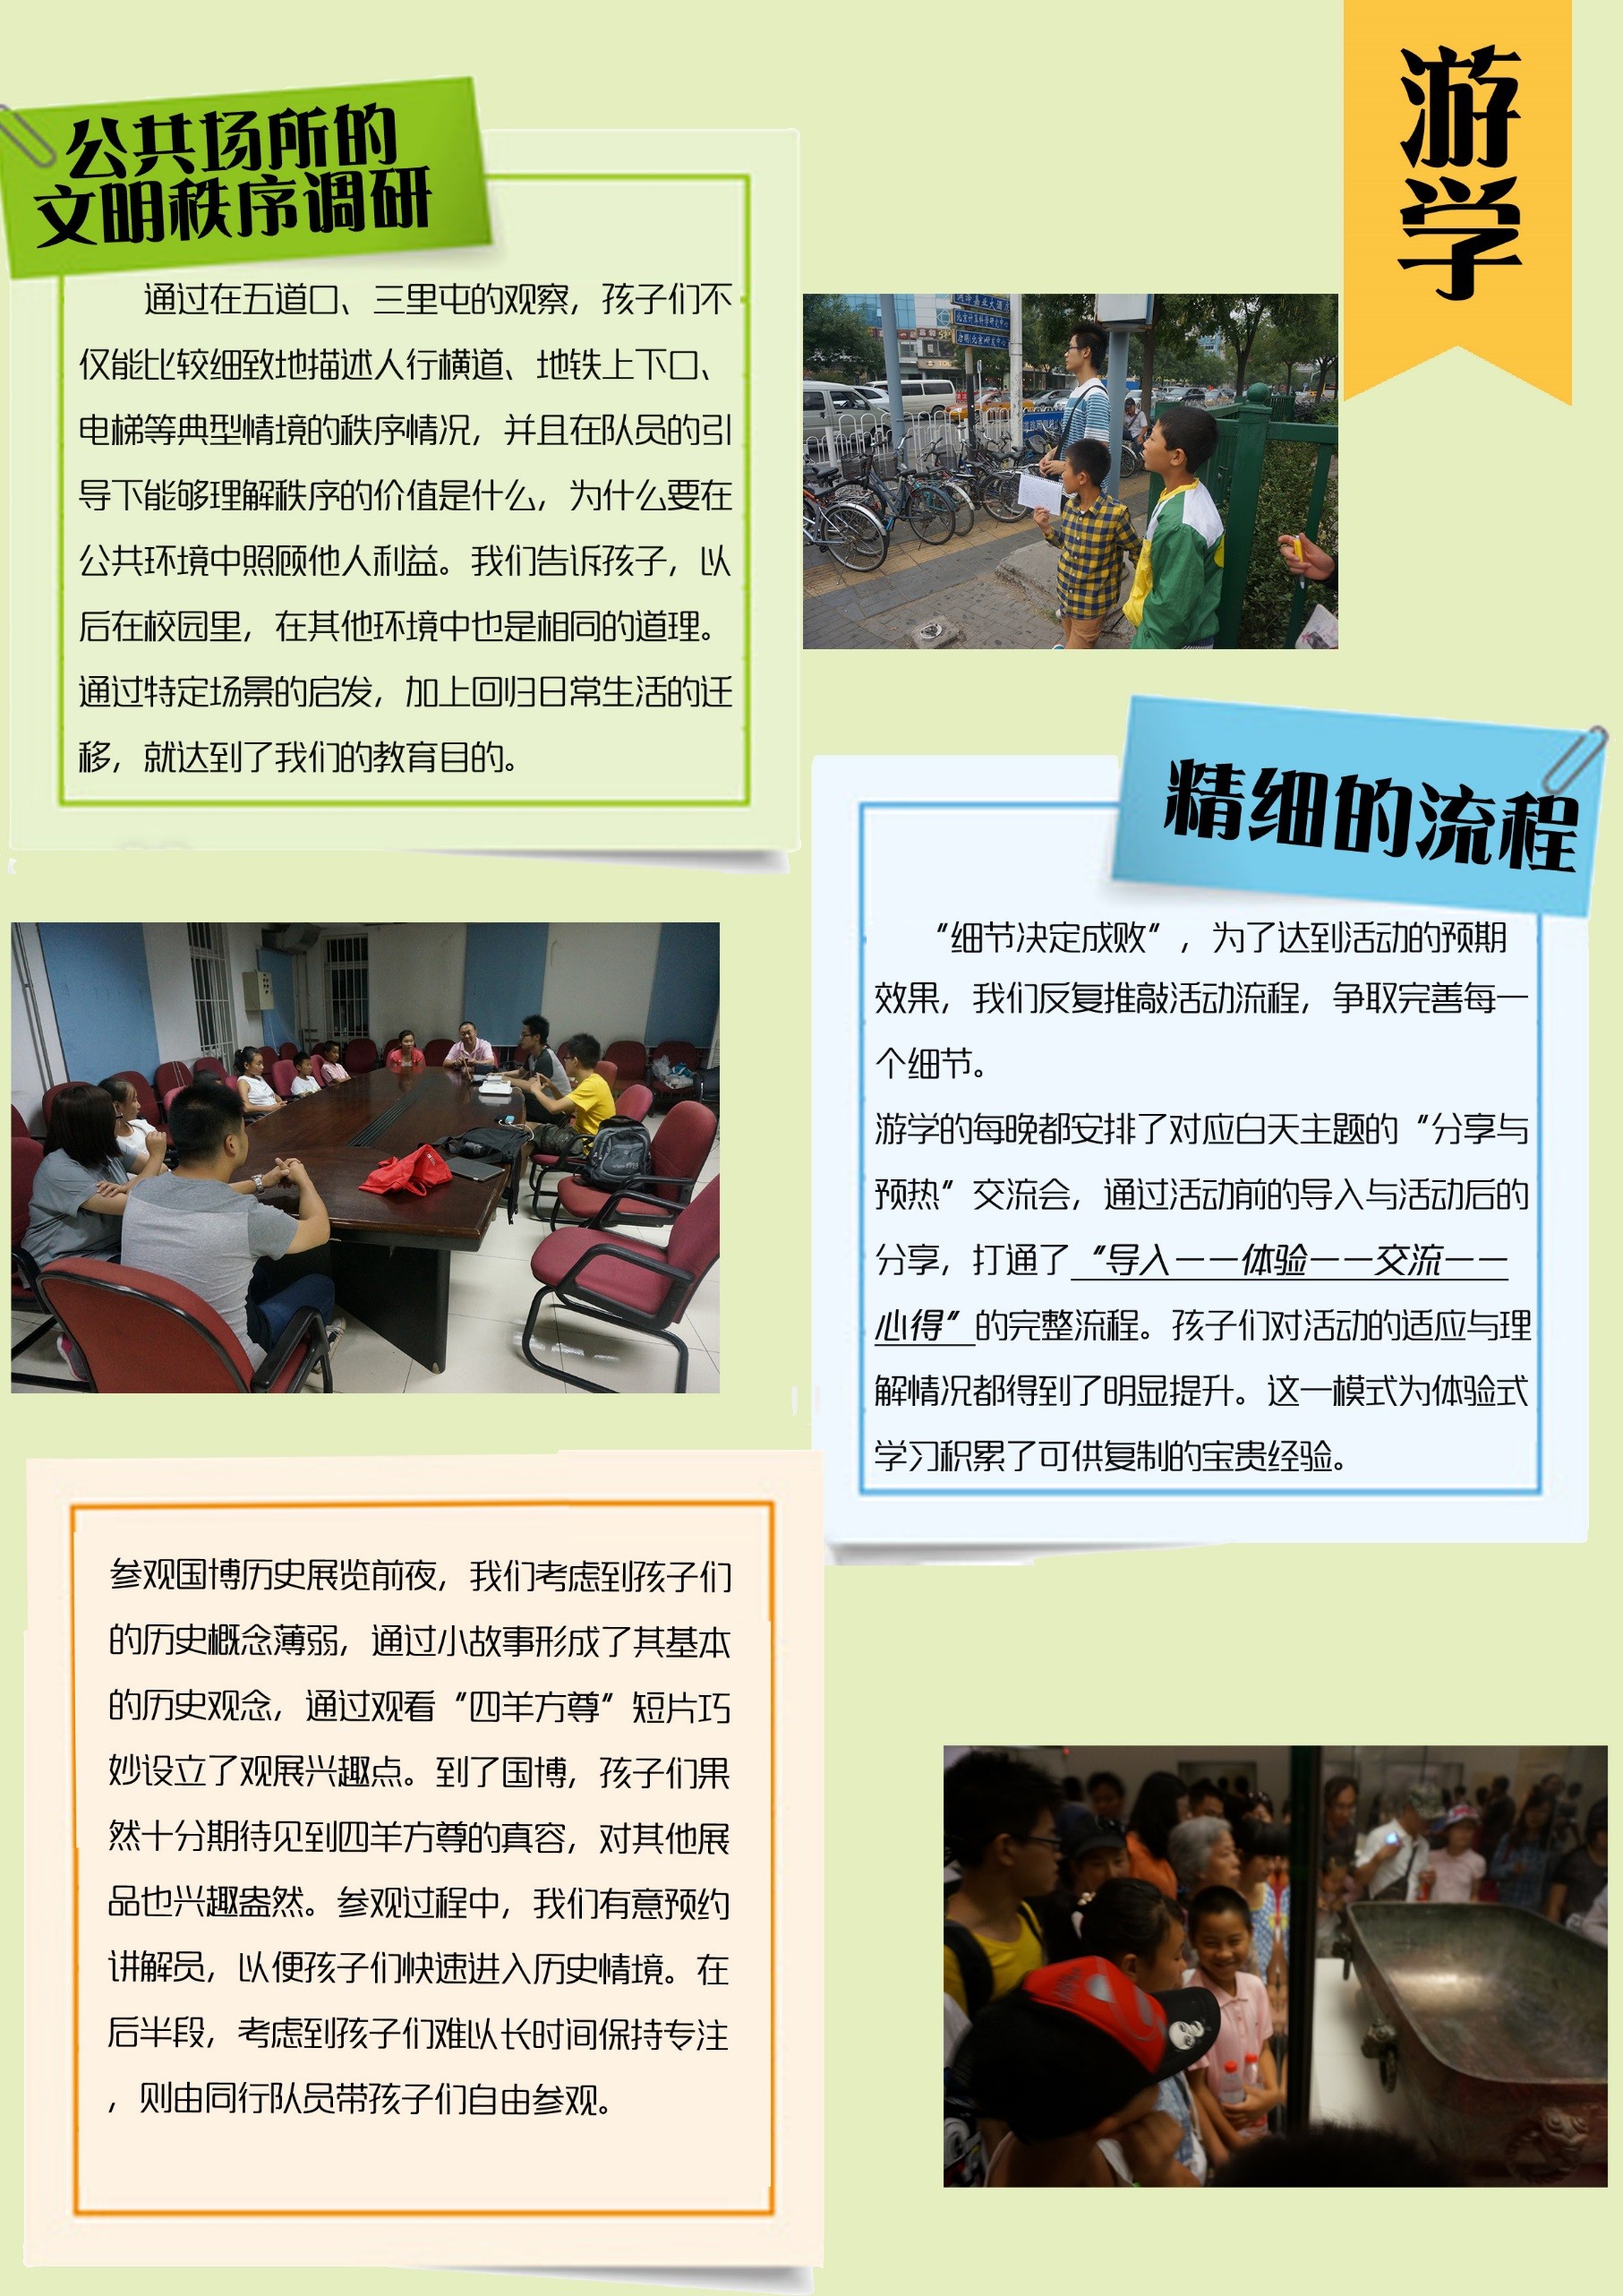 游学
公共场所的
文明秩序调研
通过在五道口、三里屯的观察，孩子们不
仅能比较细致地描述人行横道、地铁上下口、
电梯等典型情境的秩序情况，并且在队员的引
导下能够理解秩序的价值是什么，为什么要在
公共环境中照顾他人利益。我们告诉孩子，以
后在校园里，在其他环境中也是相同的道理。
通过特定场景的启发，加上回归日常生活的迁
移，就达到了我们的教育目的。
精细的流程
“细节决定成败”，为了达到活动的预期
效果，我们反复推敲活动流程，争取完善每一
个细节。
游学的每晚都安排了对应白天主题的“分享与
预热”交流会，通过活动前的导入与活动后的
分享，打通了“导入——体验——交流——
心得”的完整流程。孩子们对活动的适应与理
解情况都得到了明显提升。这一模式为体验式
学习积累了可供复制的宝贵经验。
参观国博历史展览前夜，我们考虑到孩子们
的历史概念薄弱，通过小故事形成了其基本
的历史观念，通过观看“四羊方尊”短片巧
妙设立了观展兴趣点。到了国博，孩子们果
然十分期待见到四羊方尊的真容，对其他展
品也兴趣盎然。参观过程中，我们有意预约
讲解员，以便孩子们快速进入历史情境。在
后半段，考虑到孩子们难以长时间保持专注
，则由同行队员带孩子们自由参观。